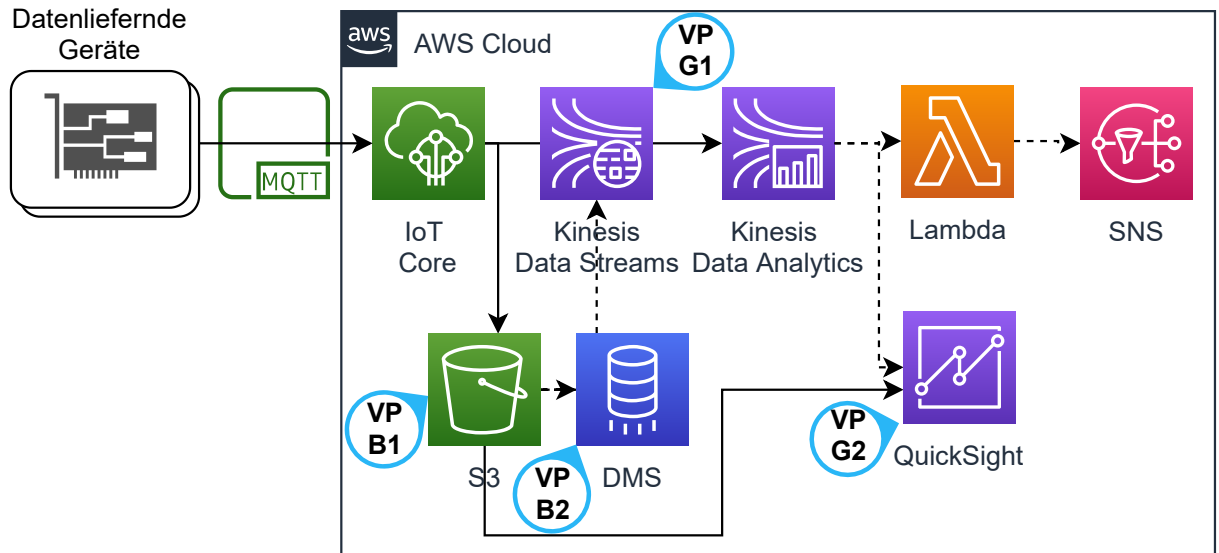 Datenliefernde
Geräte
MQTT
aws
AWS Cloud
VP
G1
IoT
Core
Kinesis
Data Streams
Kinesis
Data Analytics
Lambda
SNS
VP
B1
S3
VP
B2
DMS
VP
G2
QuickSight